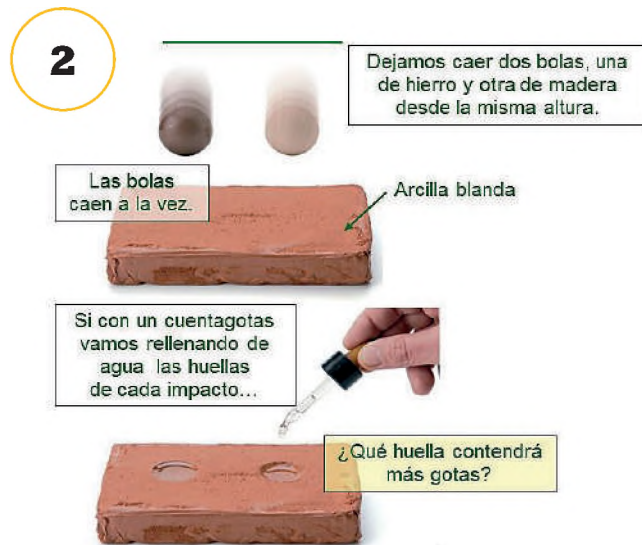 2
Dejamos caer dos bolas, una
de hierro y otra de madera
desde la misma altura.
Las bolas
caen a la vez.
Arcilla blanda
Si con un cuentagotas
vamos rellenando de
agua las huellas
de cada impacto...
¿Qué huella contendrá
más gotas?